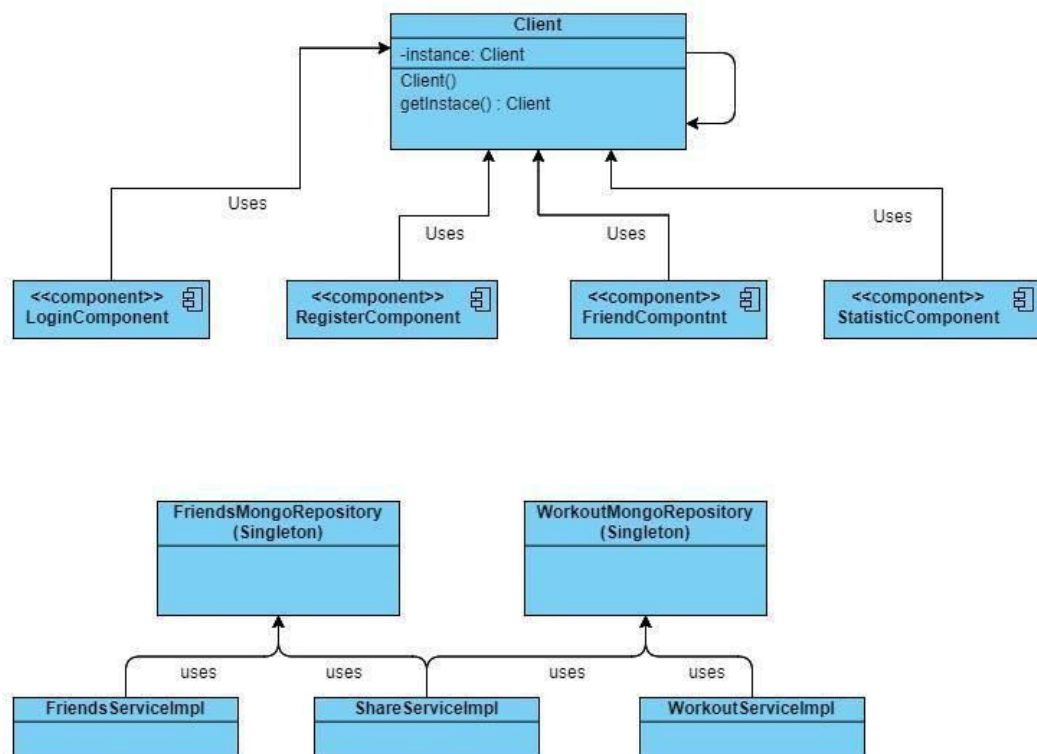 Client
-instance: Client
Client()
getInstace() : Client
Uses
Uses
Uses
Uses
<<component>>
LoginComponent
<<component>>
RegisterComponent
<<component>>
FriendCompontnt
<<component>>
StatisticComponent
FriendsMongoRepository
(Singleton)
WorkoutMongoRepository
(Singleton)
uses
uses
uses
uses
FriendsServiceImpl
ShareServiceImpl
WorkoutServiceImpl